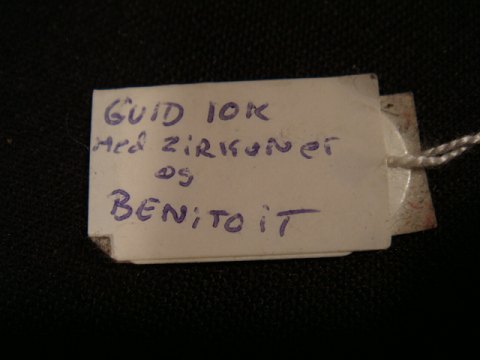 GULD 10K
Med ZiRKONER
og
BENiTOiT